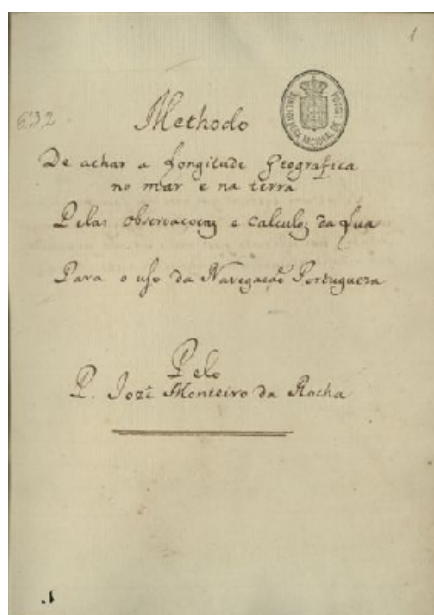 1
632
Methodo
De achar a Longitude Geografica
no mar e na terra
Pelas observaçoens e calculos da Lua
Para o uso da Navegação Portugueza
Pelo
P. Jozé Monteiro da Rocha